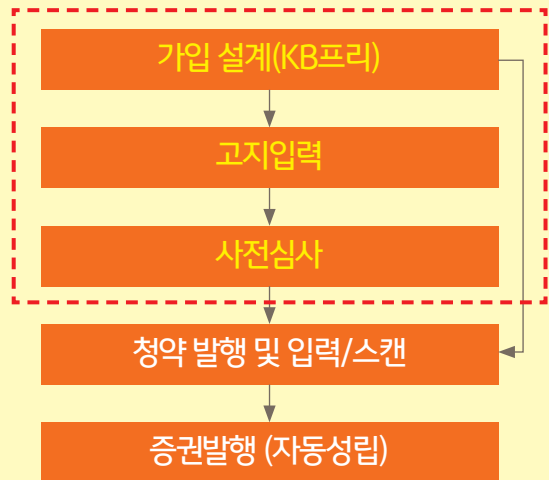 가입 설계(KB프리)
고지입력
사전심사
청약 발행 및 입력/스캔
증권발행 (자동성립)